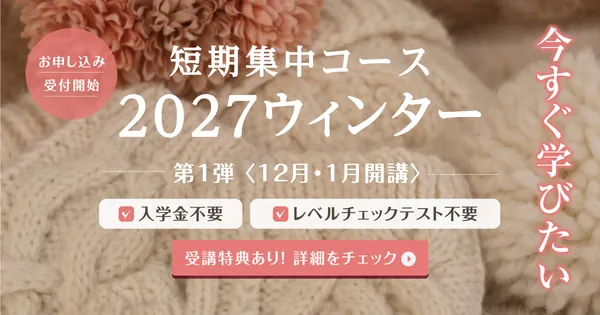 お申し込み
受付開始
短期集中コース
2027ウィンター
第1弾〈12月・1月開講〉
入学金不要
レベルチェックテスト不要
受講特典あり! 詳細をチェック
今すぐ学びたい